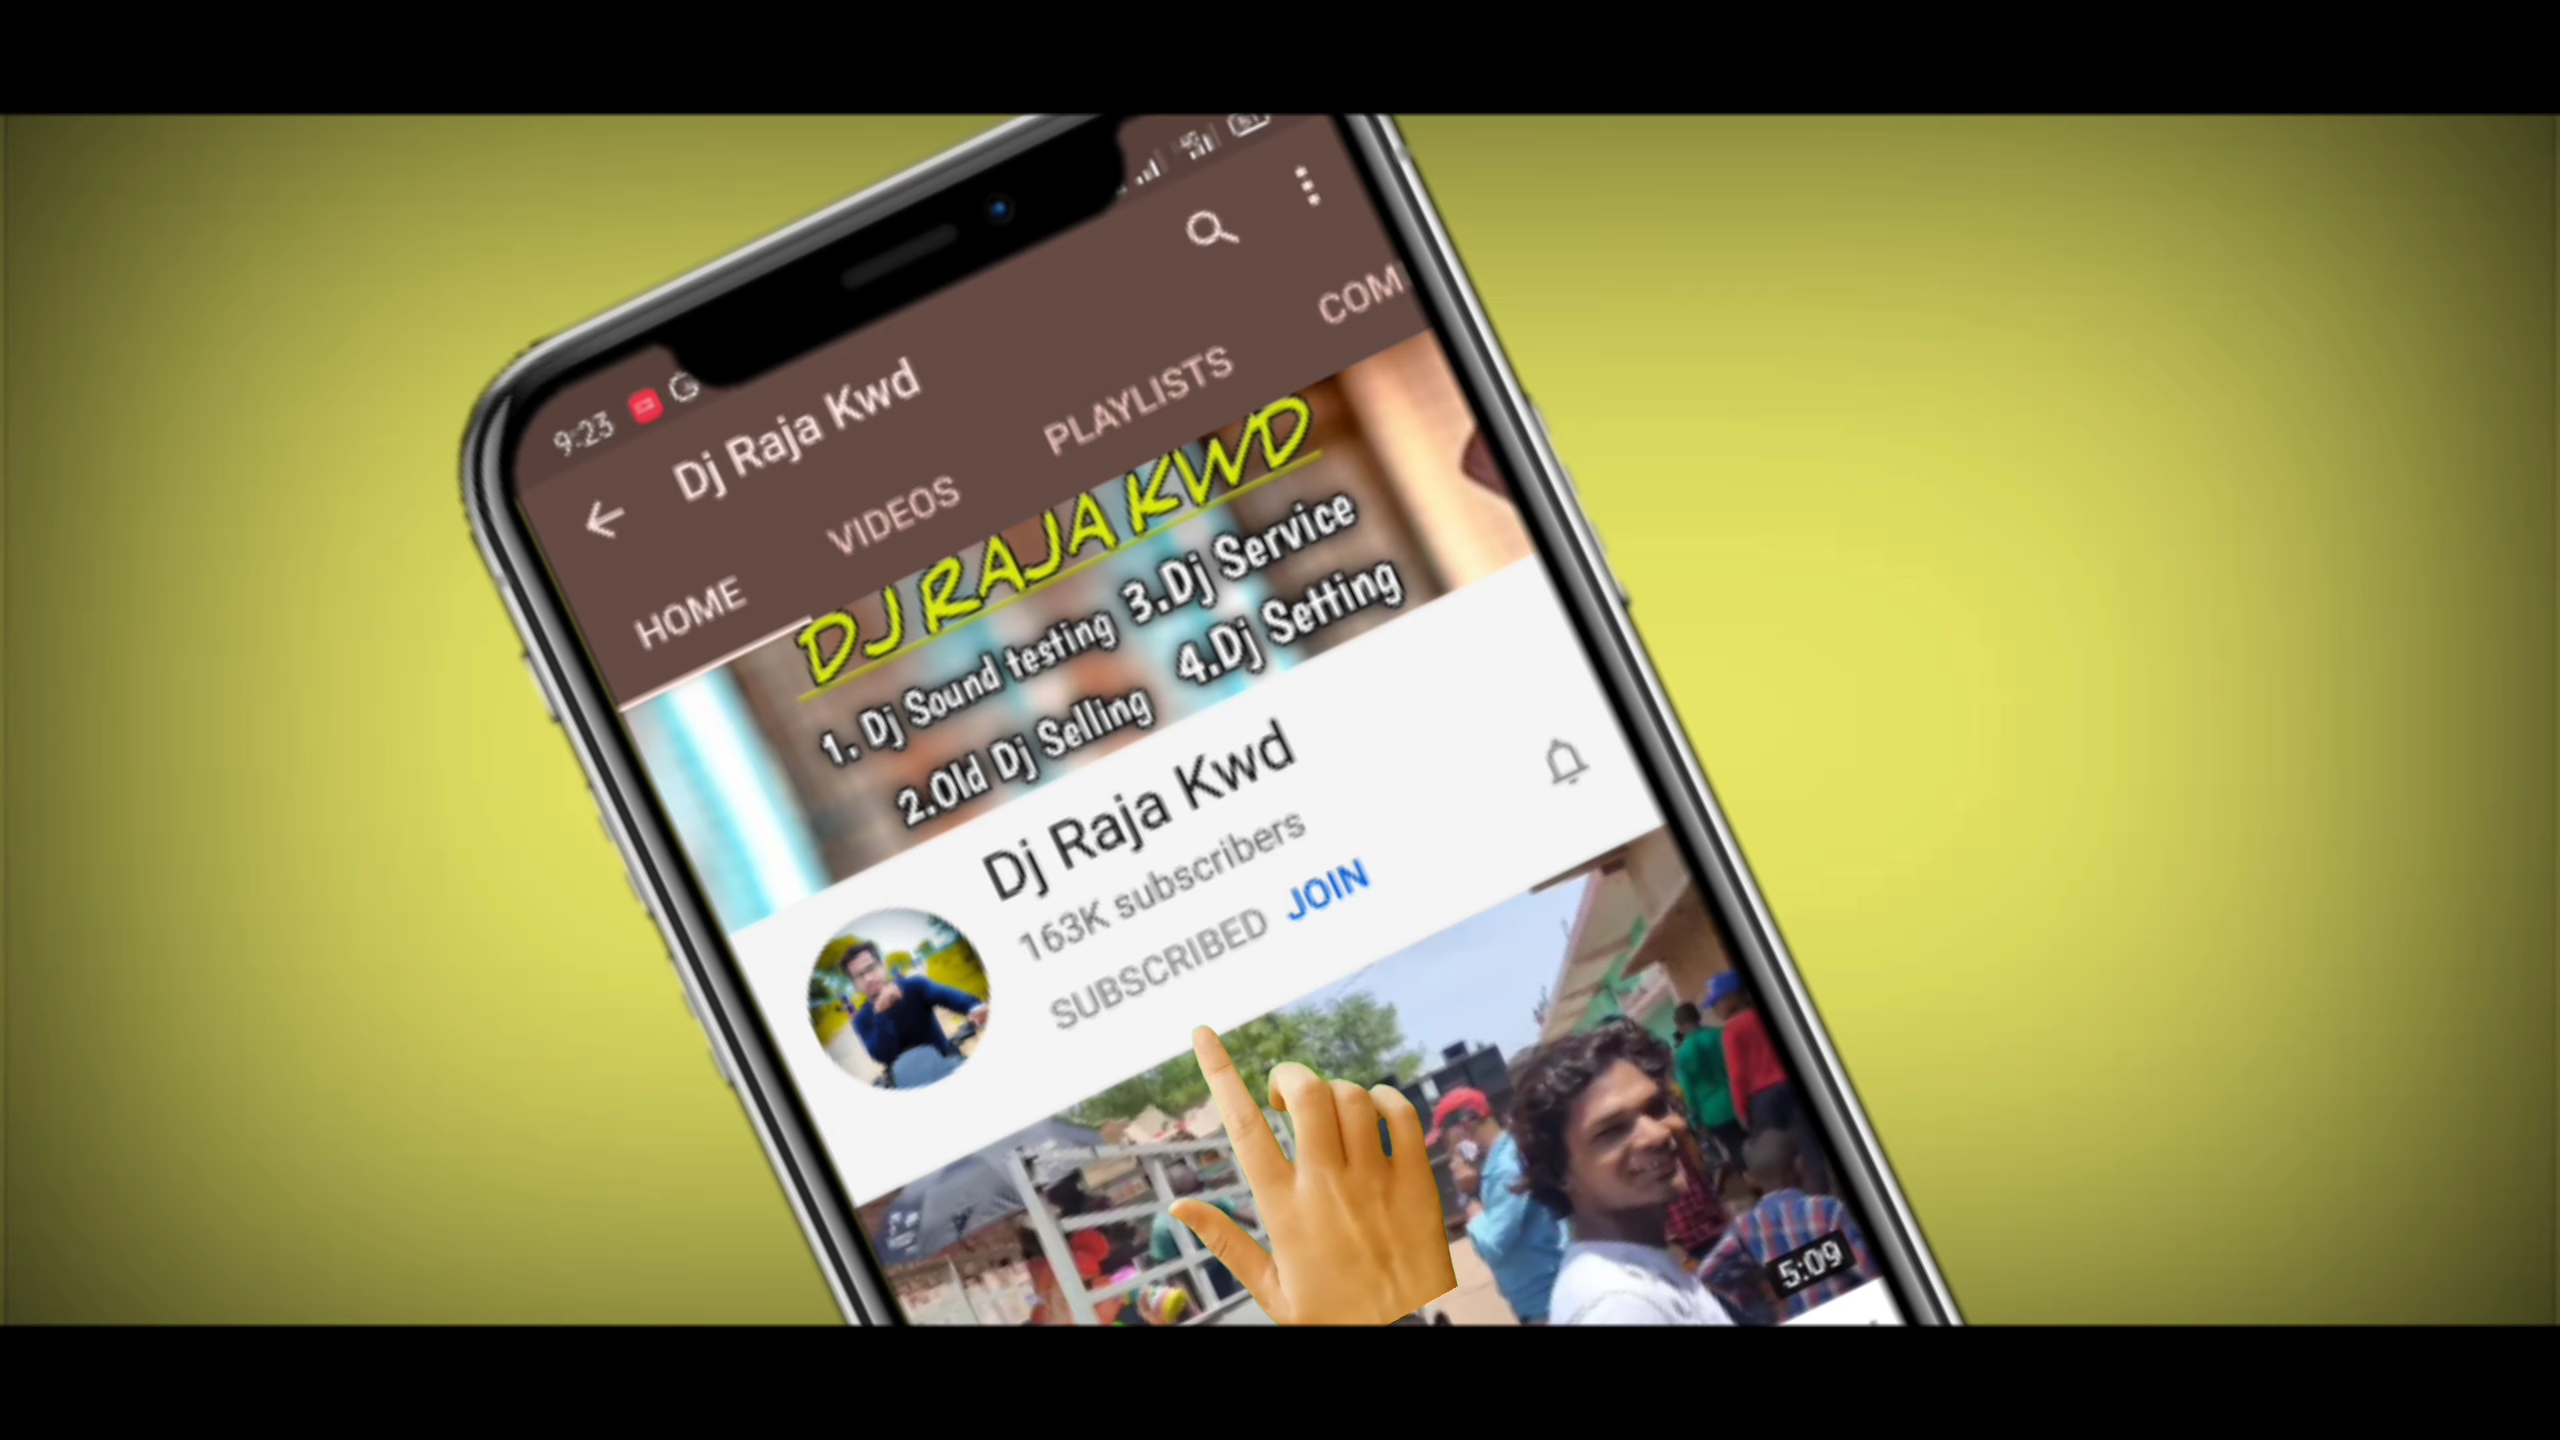 9:23
Dj Raja Kwd
HOME VIDEOS PLAYLISTS COM
DJ RAJA KWD
1. Dj Sound testing 3.Dj Service
2.Old Dj Selling 4.Dj Setting
Dj Raja Kwd
163K subscribers
SUBSCRIBED JOIN
5:09